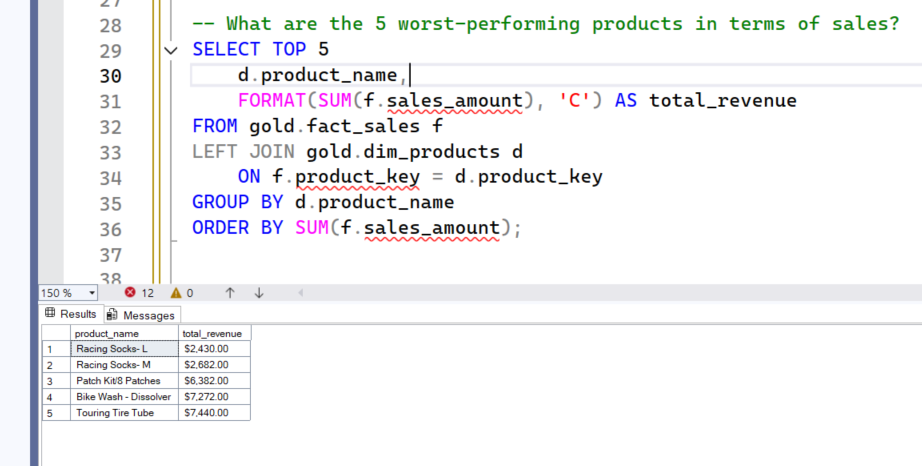 27
28 -- What are the 5 worst-performing products in terms of sales?
29 SELECT TOP 5
30 d.product_name,
31 FORMAT(SUM(f.sales_amount), 'C') AS total_revenue
32 FROM gold.fact_sales f
33 LEFT JOIN gold.dim_products d
34 ON f.product_key = d.product_key
35 GROUP BY d.product_name
36 ORDER BY SUM(f.sales_amount);
37
38
150 % 12 0
Results Messages
product_name total_revenue
1 Racing Socks- L $2,430.00
2 Racing Socks- M $2,682.00
3 Patch Kit/8 Patches $6,382.00
4 Bike Wash - Dissolver $7,272.00
5 Touring Tire Tube $7,440.00